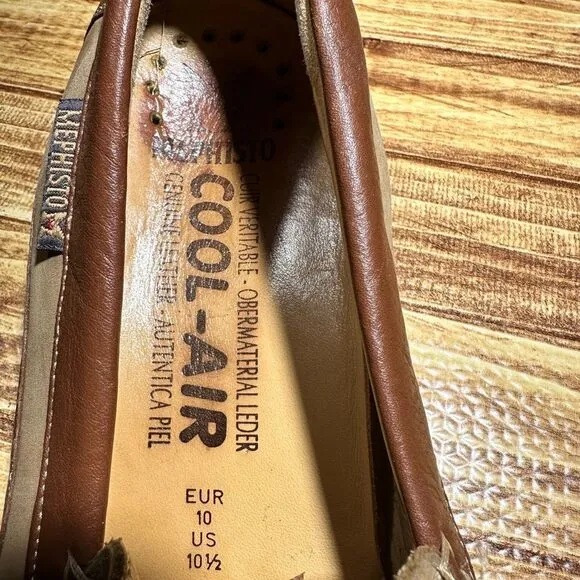 MEPHISTO
MEPHISTO
CUIR VERITABLE - OBERMATERIAL LEDER
COOL-AIR
GENUINE LEATHER - AUTENTICA PIEL
EUR
10
US
10½